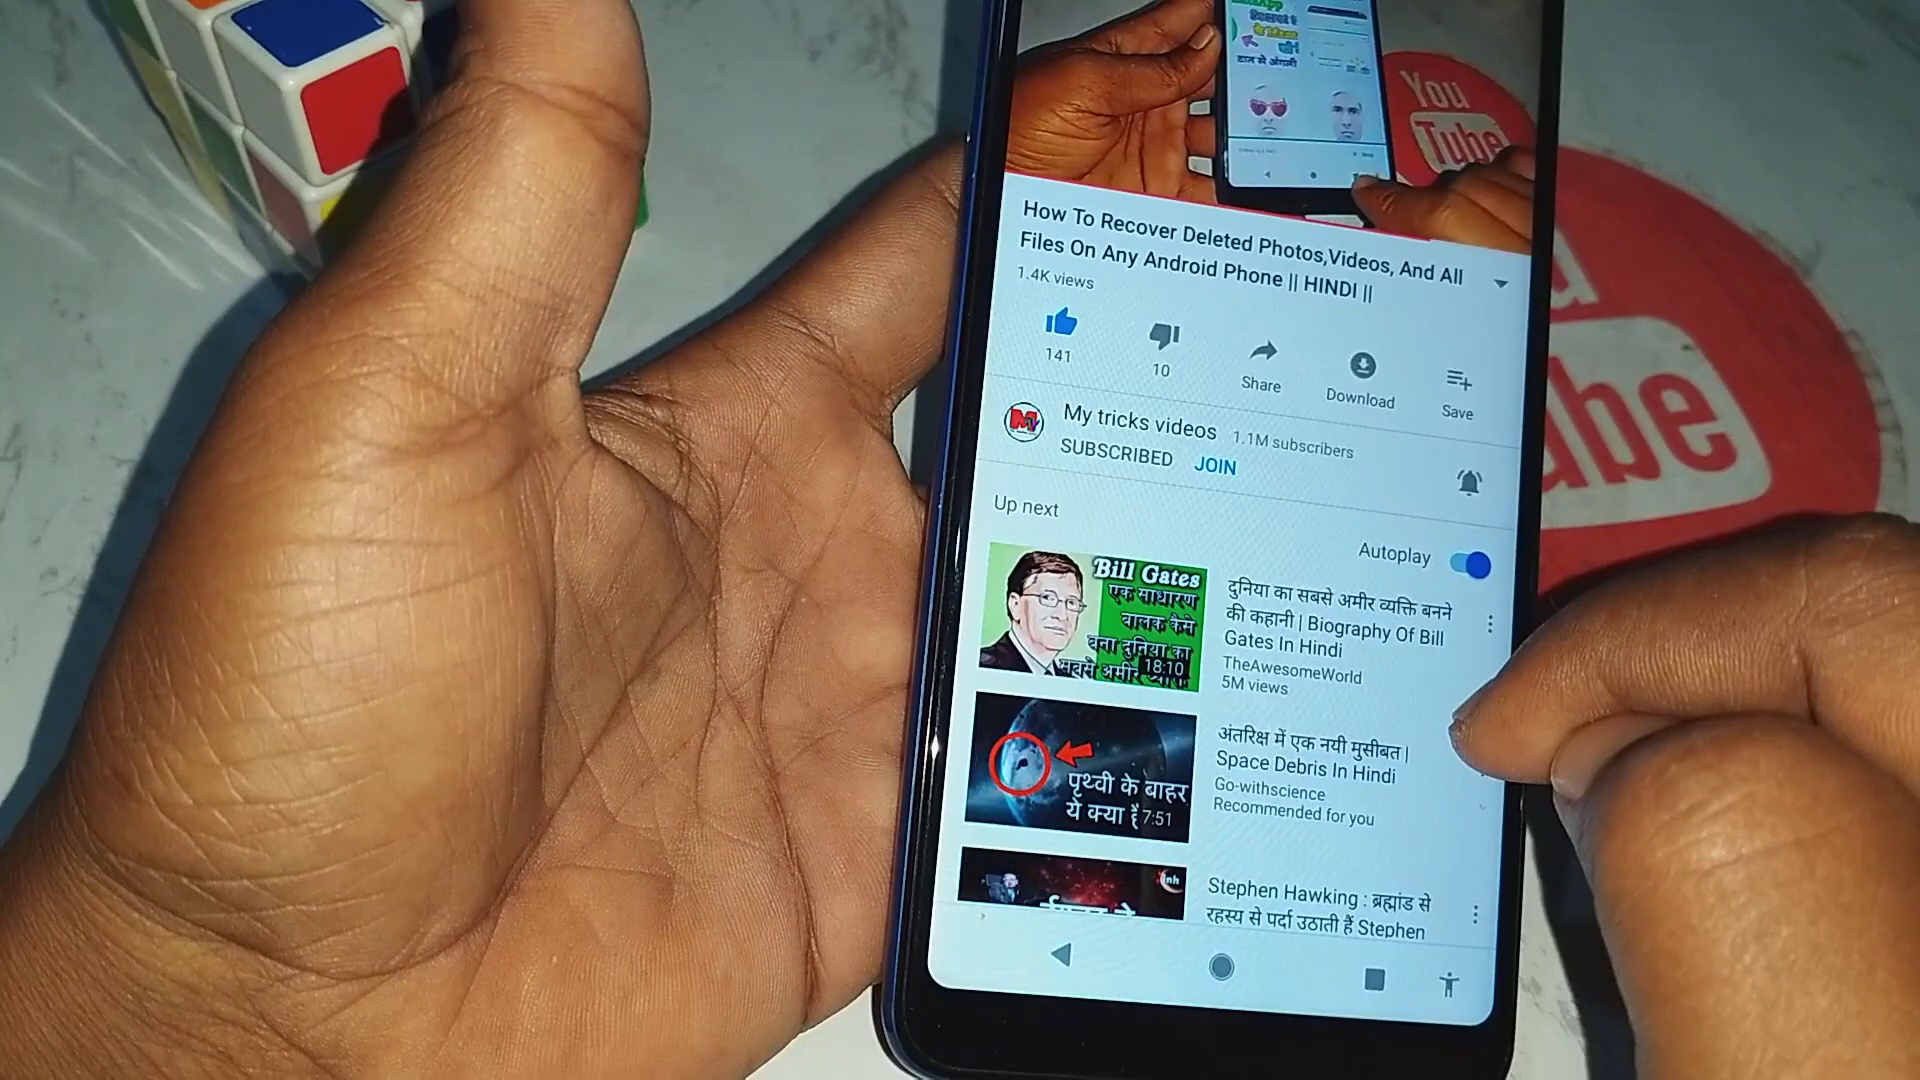 डाल से अंगली
You
Tube
How To Recover Deleted Photos,Videos, And All
Files On Any Android Phone || HINDI ||
1.4K views
141
10
Share
Download
Save
My tricks videos 1.1M subscribers
SUBSCRIBED JOIN
Up next
Autoplay
Bill Gates
एक साधारण
बालक कैसे
बना दुनिया का
सबसे अमीर
18:10
दुनिया का सबसे अमीर व्यक्ति बनने
की कहानी | Biography Of Bill
Gates In Hindi
TheAwesomeWorld
5M views
पृथ्वी के बाहर
ये क्या है
7:51
अंतरिक्ष में एक नयी मुसीबत |
Space Debris In Hindi
Go-withscience
Recommended for you
inh
Stephen Hawking : ब्रह्मांड से
रहस्य से पर्दा उठाती हैं Stephen
ube